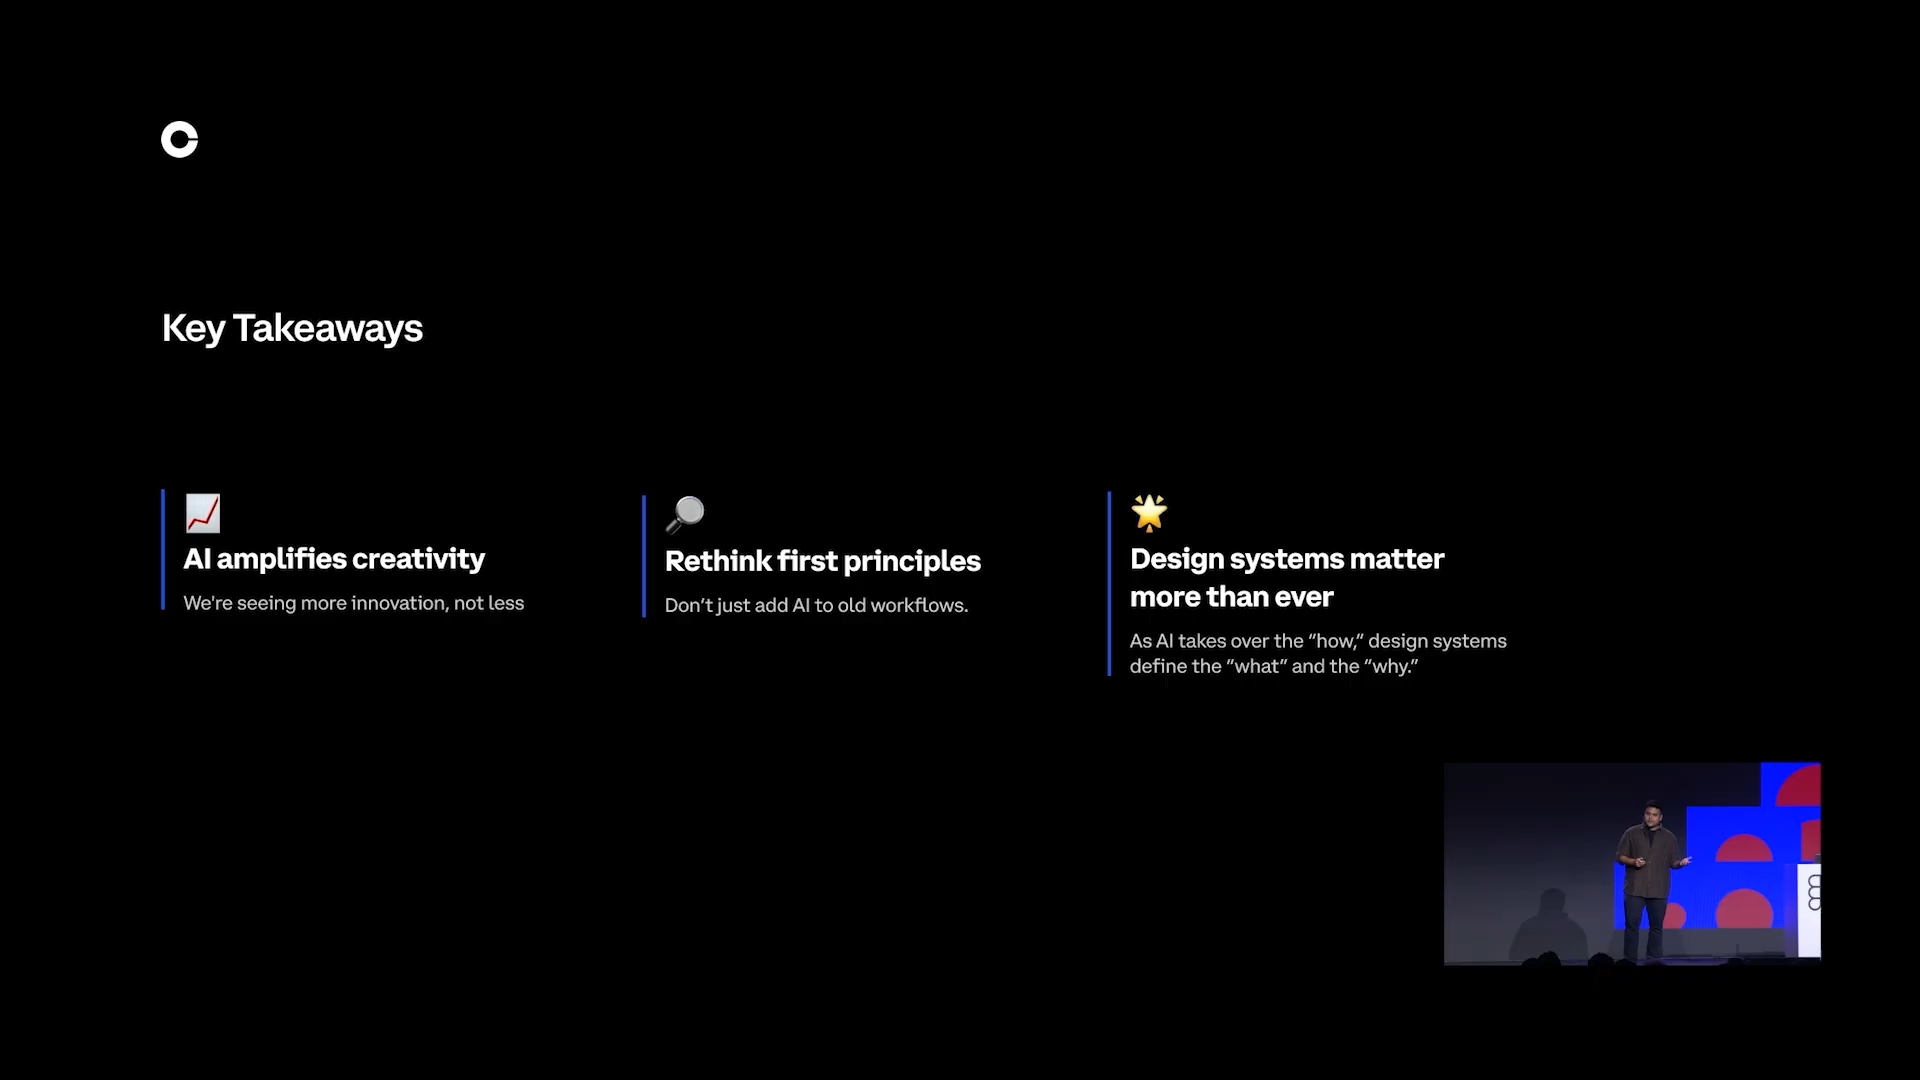 Key Takeaways
AI amplifies creativity
We're seeing more innovation, not less
Rethink first principles
Don’t just add AI to old workflows.
Design systems matter
more than ever
As AI takes over the “how,” design systems
define the “what” and the “why.”